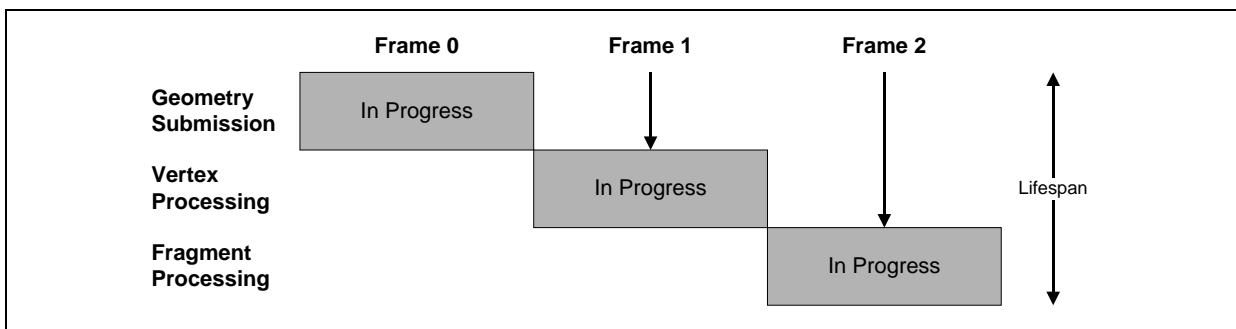 Frame 0
Frame 1
Frame 2
Geometry
Submission
In Progress
Vertex
Processing
In Progress
Lifespan
Fragment
Processing
In Progress